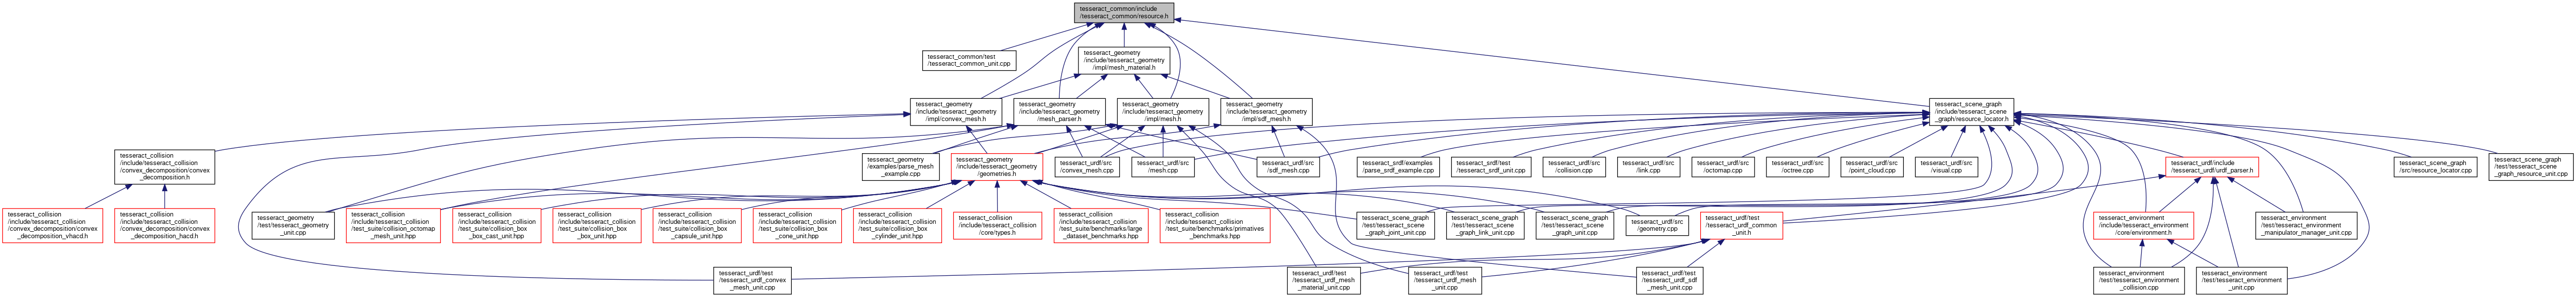 tesseract_common/include
/tesseract_common/resource.h
tesseract_common/test
/tesseract_common_unit.cpp
tesseract_geometry
/include/tesseract_geometry
/impl/mesh_material.h
tesseract_geometry
/include/tesseract_geometry
/impl/convex_mesh.h
tesseract_geometry
/include/tesseract_geometry
/mesh_parser.h
tesseract_geometry
/include/tesseract_geometry
/impl/mesh.h
tesseract_geometry
/include/tesseract_geometry
/impl/sdf_mesh.h
tesseract_scene_graph
/include/tesseract_scene
_graph/resource_locator.h
tesseract_collision
/include/tesseract_collision
/convex_decomposition/convex
_decomposition.h
tesseract_geometry
/examples/parse_mesh
_example.cpp
tesseract_geometry
/include/tesseract_geometry
/geometries.h
tesseract_urdf/src
/convex_mesh.cpp
tesseract_urdf/src
/mesh.cpp
tesseract_urdf/src
/sdf_mesh.cpp
tesseract_srdf/examples
/parse_srdf_example.cpp
tesseract_srdf/test
/tesseract_srdf_unit.cpp
tesseract_urdf/src
/collision.cpp
tesseract_urdf/src
/link.cpp
tesseract_urdf/src
/octomap.cpp
tesseract_urdf/src
/octree.cpp
tesseract_urdf/src
/point_cloud.cpp
tesseract_urdf/src
/visual.cpp
tesseract_urdf/include
/tesseract_urdf/urdf_parser.h
tesseract_scene_graph
/src/resource_locator.cpp
tesseract_scene_graph
/test/tesseract_scene
_graph_resource_unit.cpp
tesseract_collision
/include/tesseract_collision
/convex_decomposition/convex
_decomposition_vhacd.h
tesseract_collision
/include/tesseract_collision
/convex_decomposition/convex
_decomposition_hacd.h
tesseract_geometry
/test/tesseract_geometry
_unit.cpp
tesseract_collision
/include/tesseract_collision
/test_suite/collision_octomap
_mesh_unit.hpp
tesseract_collision
/include/tesseract_collision
/test_suite/collision_box
_box_cast_unit.hpp
tesseract_collision
/include/tesseract_collision
/test_suite/collision_box
_box_unit.hpp
tesseract_collision
/include/tesseract_collision
/test_suite/collision_box
_capsule_unit.hpp
tesseract_collision
/include/tesseract_collision
/test_suite/collision_box
_cone_unit.hpp
tesseract_collision
/include/tesseract_collision
/test_suite/collision_box
_cylinder_unit.hpp
tesseract_collision
/include/tesseract_collision
/core/types.h
tesseract_collision
/include/tesseract_collision
/test_suite/benchmarks/large
_dataset_benchmarks.hpp
tesseract_collision
/include/tesseract_collision
/test_suite/benchmarks/primatives
_benchmarks.hpp
tesseract_scene_graph
/test/tesseract_scene
_graph_joint_unit.cpp
tesseract_scene_graph
/test/tesseract_scene
_graph_link_unit.cpp
tesseract_scene_graph
/test/tesseract_scene
_graph_unit.cpp
tesseract_urdf/src
/geometry.cpp
tesseract_urdf/test
/tesseract_urdf_common
_unit.h
tesseract_environment
/include/tesseract_environment
/core/environment.h
tesseract_environment
/test/tesseract_environment
_manipulator_manager_unit.cpp
tesseract_urdf/test
/tesseract_urdf_convex
_mesh_unit.cpp
tesseract_urdf/test
/tesseract_urdf_mesh
_material_unit.cpp
tesseract_urdf/test
/tesseract_urdf_mesh
_unit.cpp
tesseract_urdf/test
/tesseract_urdf_sdf
_mesh_unit.cpp
tesseract_environment
/test/tesseract_environment
_collision.cpp
tesseract_environment
/test/tesseract_environment
_unit.cpp